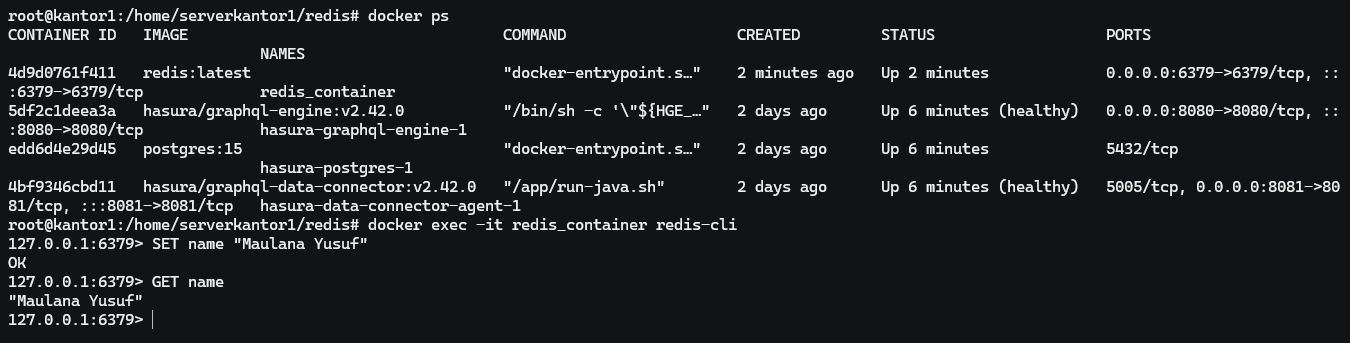 root@kantor1:/home/serverkantor1/redis# docker ps
CONTAINER ID   IMAGE                                   COMMAND                   CREATED         STATUS                   PORTS
                            NAMES
4d9d0761f411   redis:latest                            "docker-entrypoint.s…"    2 minutes ago   Up 2 minutes             0.0.0.0:6379->6379/tcp, ::
:6379->6379/tcp             redis_container
5df2c1deea3a   hasura/graphql-engine:v2.42.0           "/bin/sh -c '\"${HGE_…"   2 days ago      Up 6 minutes (healthy)   0.0.0.0:8080->8080/tcp, ::
:8080->8080/tcp             hasura-graphql-engine-1
edd6d4e29d45   postgres:15                             "docker-entrypoint.s…"    2 days ago      Up 6 minutes             5432/tcp
                            hasura-postgres-1
4bf9346cbd11   hasura/graphql-data-connector:v2.42.0   "/app/run-java.sh"        2 days ago      Up 6 minutes (healthy)   5005/tcp, 0.0.0.0:8081->80
81/tcp, :::8081->8081/tcp   hasura-data-connector-agent-1
root@kantor1:/home/serverkantor1/redis# docker exec -it redis_container redis-cli
127.0.0.1:6379> SET name "Maulana Yusuf"
OK
127.0.0.1:6379> GET name
"Maulana Yusuf"
127.0.0.1:6379>